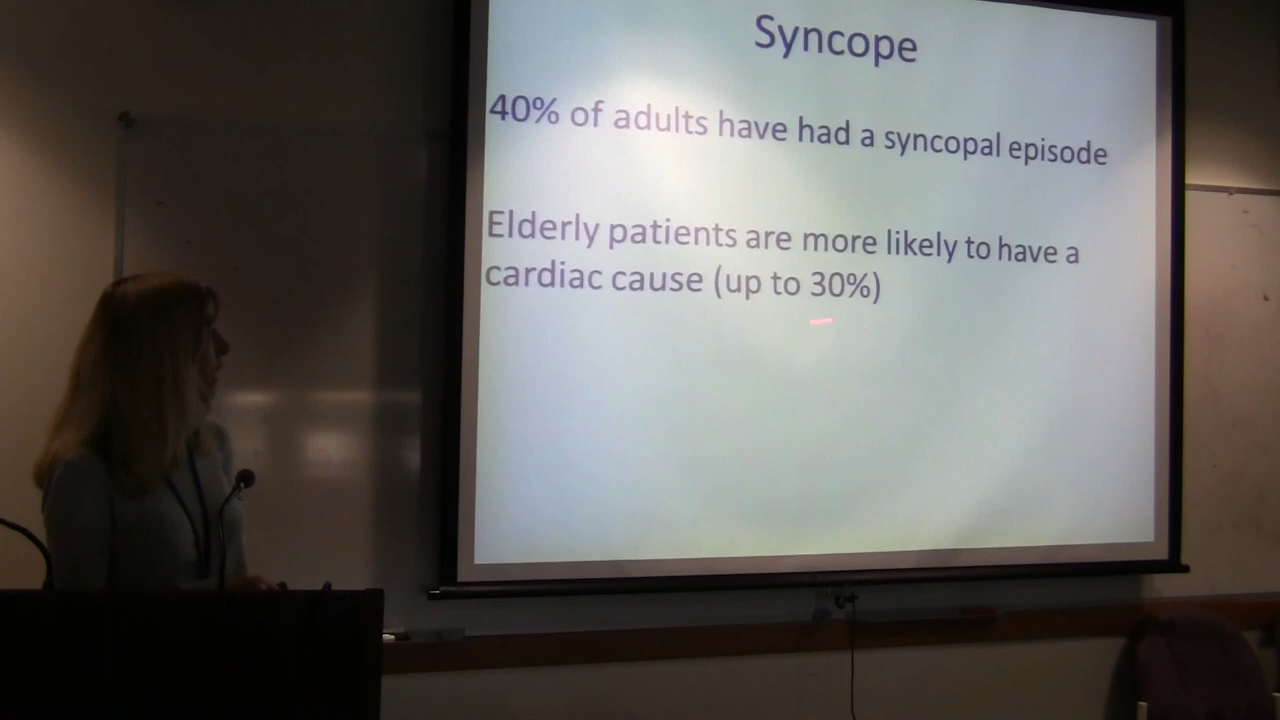 Syncope
40% of adults have had a syncopal episode
Elderly patients are more likely to have a
cardiac cause (up to 30%)